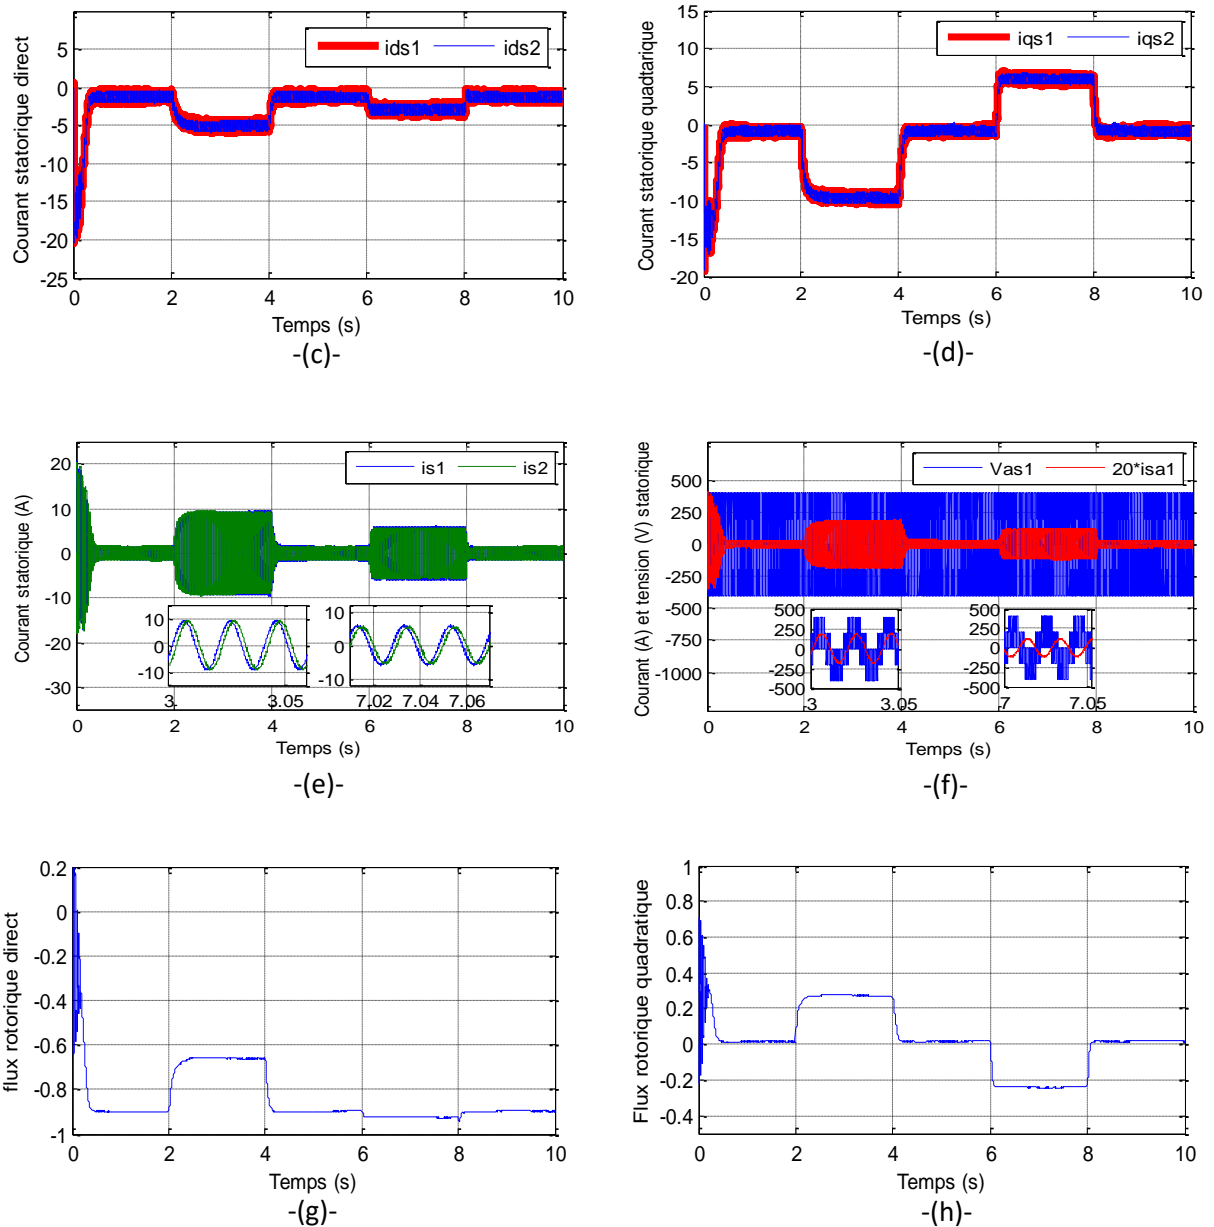 Courant statorique direct
5
0
-5
-10
-15
-20
-25
ids1 ids2
0 2 4 6 8 10
Temps (s)
-(c)-
Courant statorique quadtarique
15
10
5
0
-5
-10
-15
-20
iqs1 iqs2
0 2 4 6 8 10
Temps (s)
-(d)-
Courant statorique (A)
20
10
0
-10
-20
-30
is1 is2
10
0
-10
3 3.05
10
0
-10
7.02 7.04 7.06
0 2 4 6 8 10
Temps (s)
-(e)-
Courant (A) et tension (V) statorique
500
250
0
-250
-500
-750
-1000
Vas1 20*isa1
500
250
0
-250
-500
3 3.05
500
250
0
-250
-500
7 7.05
0 2 4 6 8 10
Temps (s)
-(f)-
flux rotorique direct
0.2
0
-0.2
-0.4
-0.6
-0.8
-1
0 2 4 6 8 10
Temps (s)
-(g)-
Flux rotorique quadratique
1
0.8
0.6
0.4
0.2
0
-0.2
-0.4
0 2 4 6 8 10
Temps (s)
-(h)-